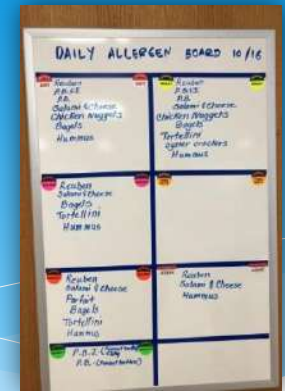 DAILY ALLERGEN BOARD 10/16
Reuben
P.B.
Salami & Cheese
Chicken Nuggets
Bagels
Hummus
Reuben
P.B.
Salami & Cheese
Chicken Nuggets
Bagels
Tortellini
oyster crackers
Hummus
Reuben
Salami & Cheese
Bagels
Tortellini
Hummus
Reuben
Salami & Cheese
Parfait
Bagels
Tortellini
Hummus
Reuben
Salami & Cheese
Hummus
P.B.